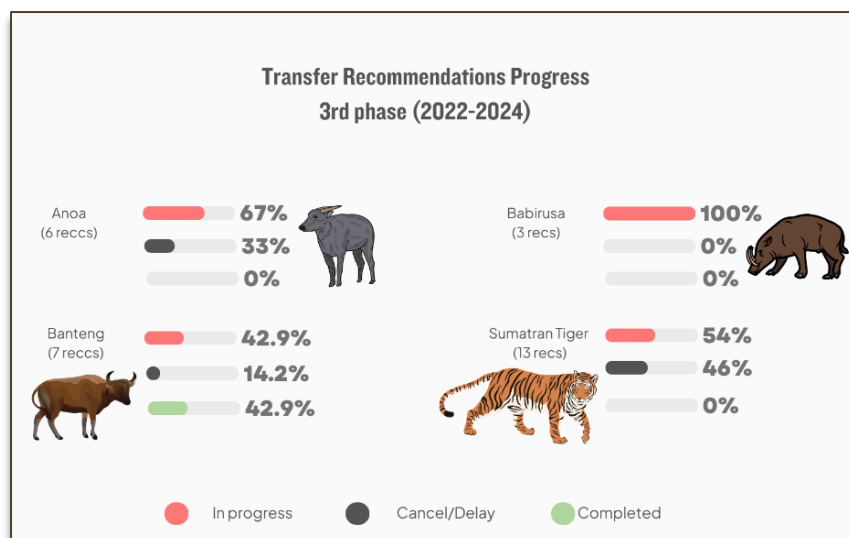 Transfer Recommendations Progress
3rd phase (2022-2024)
Anoa
(6 reccs)
67%
33%
0%
Babirusa
(3 recs)
100%
0%
0%
Banteng
(7 reccs)
42.9%
14.2%
42.9%
Sumatran Tiger
(13 recs)
54%
46%
0%
In progress
Cancel/Delay
Completed